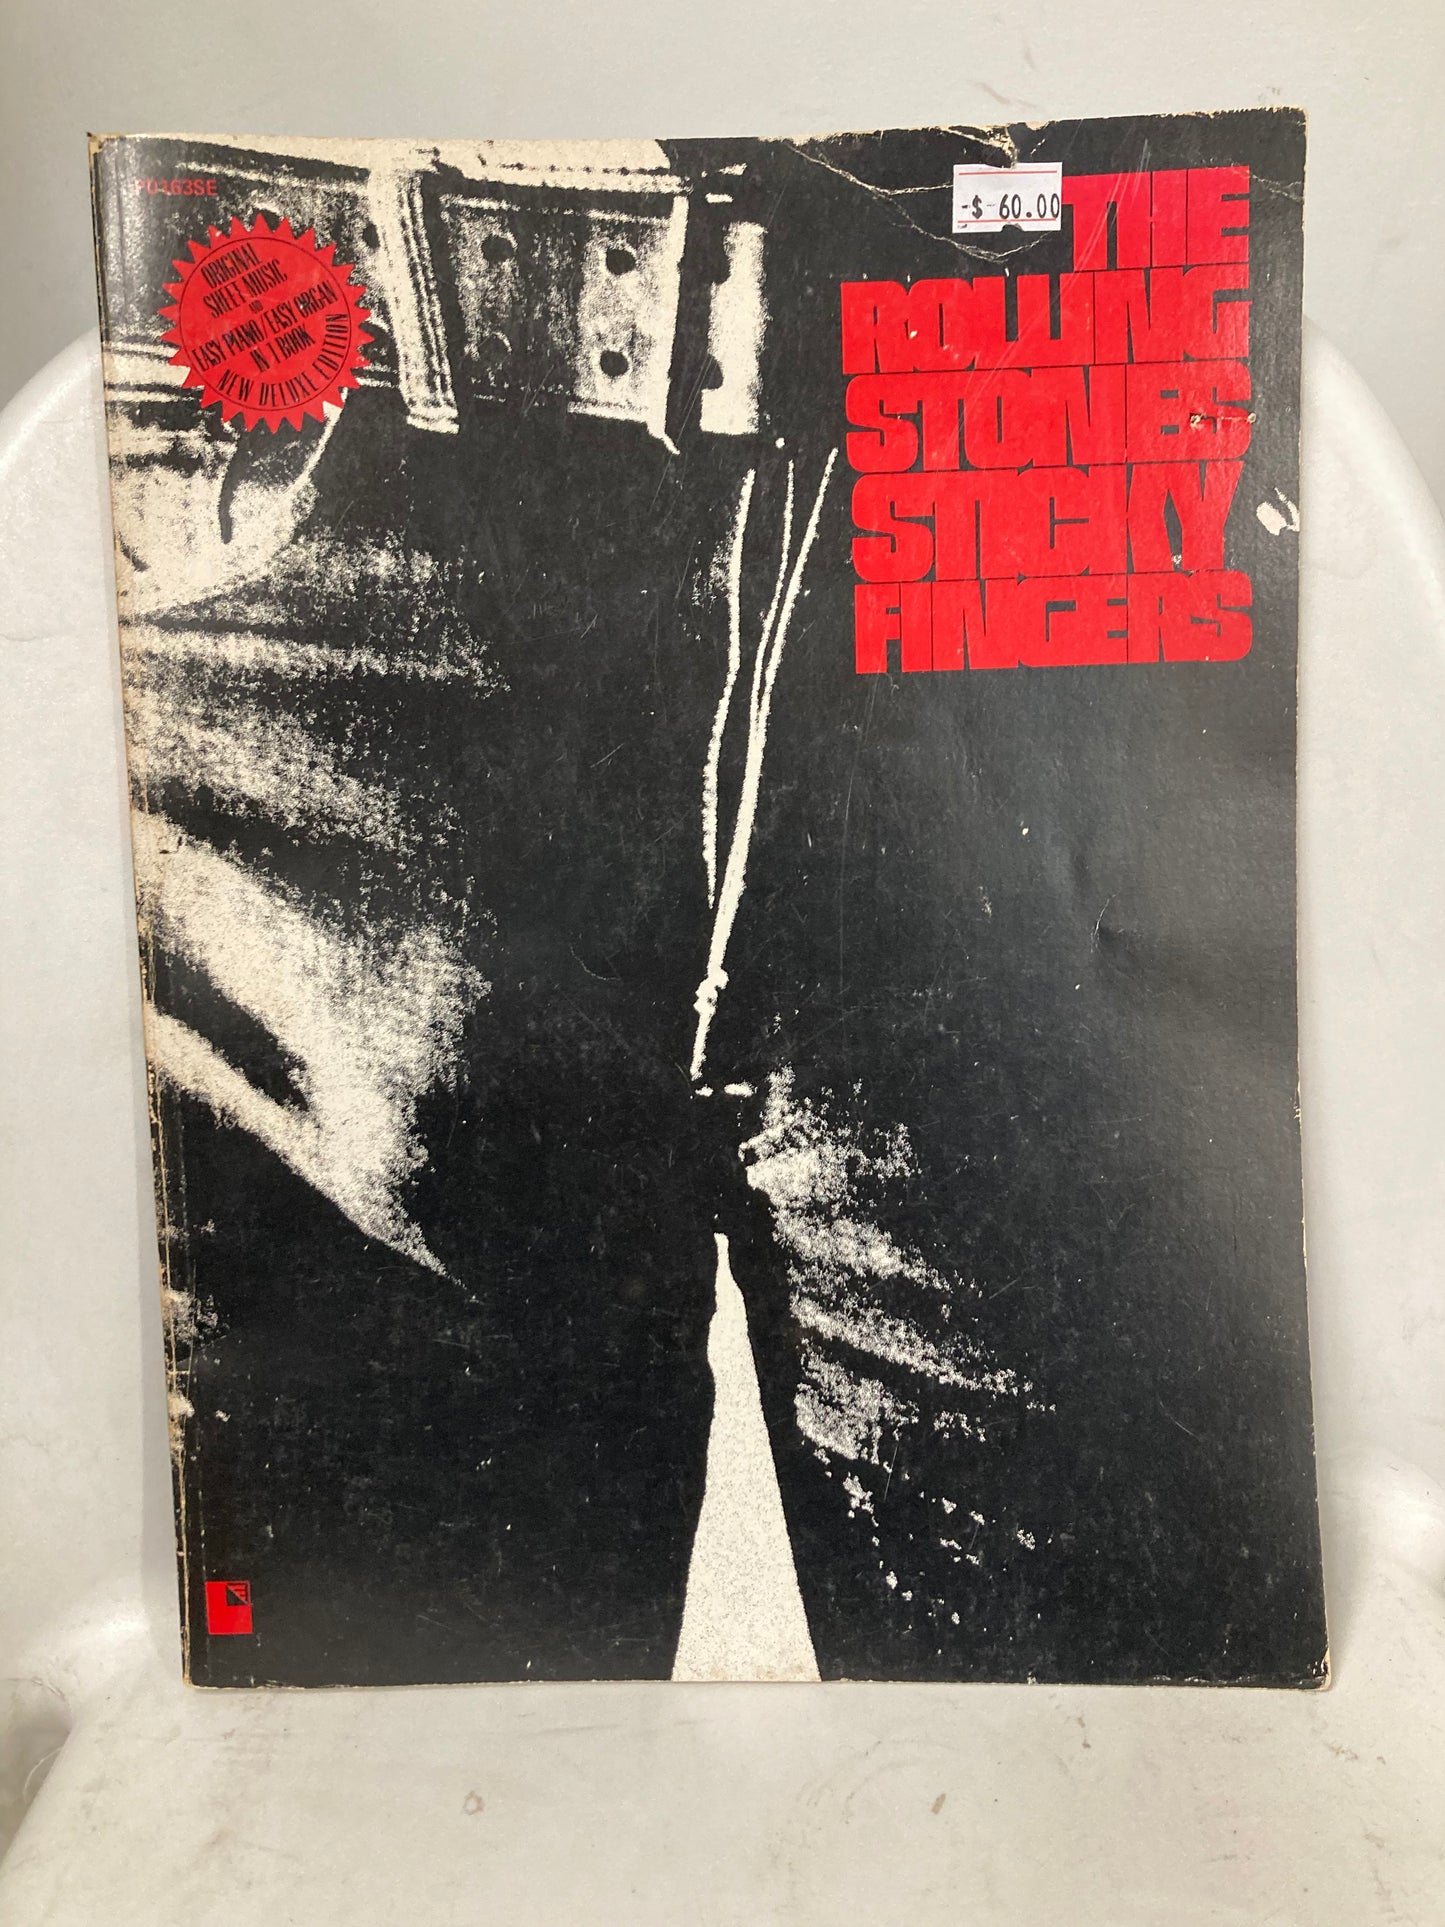 P0363SE
ORIGINAL
SHEET MUSIC
AND
EASY PIANO/EASY ORGAN
IN 1 BOOK
NEW DELUXE EDITION
-$-60.00
THE
ROLLING
STONES
STICKY
FINGERS